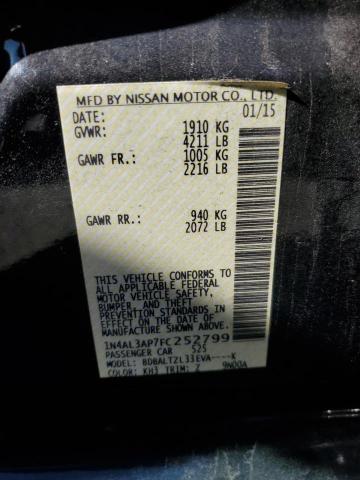 MFD BY NISSAN MOTOR CO., LTD.
DATE: 01/15
GVWR: 1910 KG
4211 LB
GAWR FR: 1005 KG
2216 LB
GAWR RR: 940 KG
2072 LB
THIS VEHICLE CONFORMS TO
ALL APPLICABLE FEDERAL
MOTOR VEHICLE SAFETY,
BUMPER, AND THEFT
PREVENTION STANDARDS
IN EFFECT ON THE DATE OF
MANUFACTURE SHOWN ABOVE.
1N4AL3AP7FC252799
PASSENGER CAR 525
MODEL: BDBALTZL33EVA----K
COLOR: KH3 TRIM: Z 9N00A